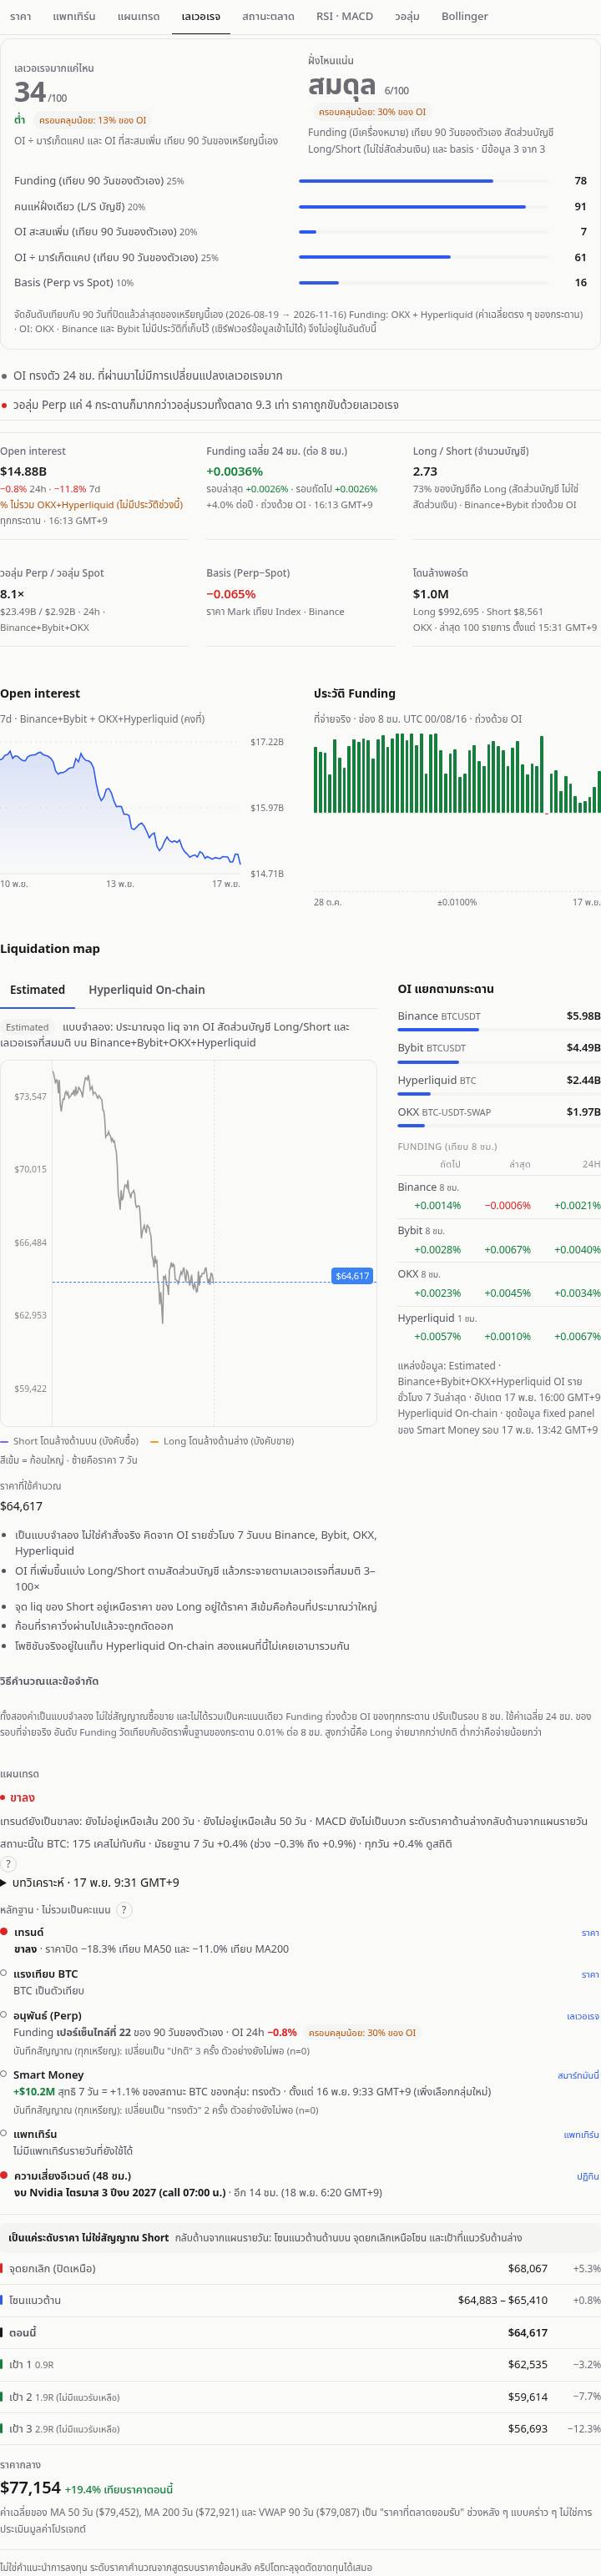 ราคา แพทเทิร์น แผนเทรด เลเวอเรจ สถานะตลาด RSI · MACD วอลุ่ม Bollinger
เลเวอเรจมากแค่ไหน
34/100
ต่ำ ครอบคลุมน้อย: 13% ของ OI
OI ÷ มาร์เก็ตแคป และ OI ที่สะสมเพิ่ม เทียบ 90 วันของเหรียญนี้เอง
ฝั่งไหนแน่น
สมดุล 6/100
ครอบคลุมน้อย: 30% ของ OI
Funding (มีเครื่องหมาย) เทียบ 90 วันของตัวเอง สัดส่วนบัญชี
Long/Short (ไม่ใช่สัดส่วนเงิน) และ basis · มีข้อมูล 3 จาก 3
Funding (เทียบ 90 วันของตัวเอง) 25% 78
คนแห่ฝั่งเดียว (L/S บัญชี) 20% 91
OI สะสมเพิ่ม (เทียบ 90 วันของตัวเอง) 20% 7
OI ÷ มาร์เก็ตแคป (เทียบ 90 วันของตัวเอง) 25% 61
Basis (Perp vs Spot) 10% 16
จัดอันดับเทียบกับ 90 วันที่ปิดแล้วล่าสุดของเหรียญนี้เอง (2026-08-19 → 2026-11-16) Funding: OKX + Hyperliquid (ค่าเฉลี่ยตรง ๆ ของกระดาน)
· OI: OKX · Binance และ Bybit ไม่มีประวัติที่เก็บไว้ (เซิร์ฟเวอร์ข้อมูลเข้าไม่ได้) จึงไม่อยู่ในอันดับนี้
OI ทรงตัว 24 ชม. ที่ผ่านมาไม่มีการเปลี่ยนแปลงเลเวอเรจมาก
วอลุ่ม Perp แค่ 4 กระดานก็มากกว่าวอลุ่มรวมทั้งตลาด 9.3 เท่า ราคาถูกขับด้วยเลเวอเรจ
Open interest
$14.88B
−0.8% 24h · −11.8% 7d
% ไม่รวม OKX+Hyperliquid (ไม่มีประวัติชั่วโมงนี้)
ทุกกระดาน · 16:13 GMT+9
Funding เฉลี่ย 24 ชม. (ต่อ 8 ชม.)
+0.0036%
รอบล่าสุด +0.0026% · รอบถัดไป +0.0026%
+4.0% ต่อปี · ถ่วงด้วย OI · 16:13 GMT+9
Long / Short (จำนวนบัญชี)
2.73
73% ของบัญชีถือ Long (สัดส่วนบัญชี ไม่ใช่
สัดส่วนเงิน) · Binance+Bybit ถ่วงด้วย OI
วอลุ่ม Perp / วอลุ่ม Spot
8.1×
$23.49B / $2.92B · 24h ·
Binance+Bybit+OKX
Basis (Perp−Spot)
−0.065%
ราคา Mark เทียบ Index · Binance
โดนล้างพอร์ต
$1.0M
Long $992,695 · Short $8,561
OKX · ล่าสุด 100 รายการ ตั้งแต่ 15:31 GMT+9
Open interest
7d · Binance+Bybit + OKX+Hyperliquid (คงที่)
$17.22B
$15.97B
$14.71B
10 พ.ย. 13 พ.ย. 17 พ.ย.
ประวัติ Funding
ที่จ่ายจริง · ช่อง 8 ชม. UTC 00/08/16 · ถ่วงด้วย OI
28 ต.ค. ±0.0100% 17 พ.ย.
Liquidation map
Estimated Hyperliquid On-chain
Estimated แบบจำลอง: ประมาณจุด liq จาก OI สัดส่วนบัญชี Long/Short และ
เลเวอเรจที่สมมติ บน Binance+Bybit+OKX+Hyperliquid
$73,547
$70,015
$66,484
$64,617
$62,953
$59,422
Short โดนล้างด้านบน (บังคับซื้อ) Long โดนล้างด้านล่าง (บังคับขาย)
สีเข้ม = ก้อนใหญ่ · ซ้ายคือราคา 7 วัน
ราคาที่ใช้คำนวณ
$64,617
เป็นแบบจำลอง ไม่ใช่คำสั่งจริง คิดจาก OI รายชั่วโมง 7 วันบน Binance, Bybit, OKX,
Hyperliquid
OI ที่เพิ่มขึ้นแบ่ง Long/Short ตามสัดส่วนบัญชี แล้วกระจายตามเลเวอเรจที่สมมติ 3–
100×
จุด liq ของ Short อยู่เหนือราคา ของ Long อยู่ใต้ราคา สีเข้มคือก้อนที่ประมาณว่าใหญ่
ก้อนที่ราคาวิ่งผ่านไปแล้วจะถูกตัดออก
โพซิชันจริงอยู่ในแท็บ Hyperliquid On-chain สองแผนที่นี้ไม่เคยเอามารวมกัน
OI แยกตามกระดาน
Binance BTCUSDT $5.98B
Bybit BTCUSDT $4.49B
Hyperliquid BTC $2.44B
OKX BTC-USDT-SWAP $1.97B
FUNDING (เทียบ 8 ชม.)
ถัดไป ล่าสุด 24H
Binance 8 ชม.
+0.0014% −0.0006% +0.0021%
Bybit 8 ชม.
+0.0028% +0.0067% +0.0040%
OKX 8 ชม.
+0.0023% +0.0045% +0.0034%
Hyperliquid 1 ชม.
+0.0057% +0.0010% +0.0067%
แหล่งข้อมูล: Estimated ·
Binance+Bybit+OKX+Hyperliquid OI ราย
ชั่วโมง 7 วันล่าสุด · อัปเดต 17 พ.ย. 16:00 GMT+9
Hyperliquid On-chain · ชุดข้อมูล fixed panel
ของ Smart Money รอบ 17 พ.ย. 13:42 GMT+9
วิธีคำนวณและข้อจำกัด
ทั้งสองค่าเป็นแบบจำลอง ไม่ใช่สัญญาณซื้อขาย และไม่ได้รวมเป็นคะแนนเดียว Funding ถ่วงด้วย OI ของทุกกระดาน ปรับเป็นรอบ 8 ชม. ใช้ค่าเฉลี่ย 24 ชม. ของ
รอบที่จ่ายจริง อันดับ Funding วัดเทียบกับอัตราพื้นฐานของกระดาน 0.01% ต่อ 8 ชม. สูงกว่านี้คือ Long จ่ายมากกว่าปกติ ต่ำกว่าคือจ่ายน้อยกว่า
แผนเทรด
ขาลง
เทรนด์ยังเป็นขาลง: ยังไม่อยู่เหนือเส้น 200 วัน · ยังไม่อยู่เหนือเส้น 50 วัน · MACD ยังไม่เป็นบวก ระดับราคาด้านล่างกลับด้านจากแผนรายวัน
สถานะนี้ใน BTC: 175 เคสไม่ทับกัน · มัธยฐาน 7 วัน +0.4% (ช่วง −0.3% ถึง +0.9%) · ทุกวัน +0.4% ดูสถิติ
?
บทวิเคราะห์ · 17 พ.ย. 9:31 GMT+9
หลักฐาน · ไม่รวมเป็นคะแนน ?
เทรนด์ ราคา
ขาลง · ราคาปิด −18.3% เทียบ MA50 และ −11.0% เทียบ MA200
แรงเทียบ BTC ราคา
BTC เป็นตัวเทียบ
อนุพันธ์ (Perp) เลเวอเรจ
Funding เปอร์เซ็นไทล์ที่ 22 ของ 90 วันของตัวเอง · OI 24h −0.8% ครอบคลุมน้อย: 30% ของ OI
บันทึกสัญญาณ (ทุกเหรียญ): เปลี่ยนเป็น "ปกติ" 3 ครั้ง ตัวอย่างยังไม่พอ (n=0)
Smart Money สมาร์ทมันนี่
+$10.2M สุทธิ 7 วัน = +1.1% ของสถานะ BTC ของกลุ่ม: ทรงตัว · ตั้งแต่ 16 พ.ย. 9:33 GMT+9 (เพิ่งเลือกกลุ่มใหม่)
บันทึกสัญญาณ (ทุกเหรียญ): เปลี่ยนเป็น "ทรงตัว" 2 ครั้ง ตัวอย่างยังไม่พอ (n=0)
แพทเทิร์น แพทเทิร์น
ไม่มีแพทเทิร์นรายวันที่ยังใช้ได้
ความเสี่ยงอีเวนต์ (48 ชม.) ปฏิทิน
งบ Nvidia ไตรมาส 3 ปีงบ 2027 (call 07:00 น.) · อีก 14 ชม. (18 พ.ย. 6:20 GMT+9)
เป็นแค่ระดับราคา ไม่ใช่สัญญาณ Short กลับด้านจากแผนรายวัน: โซนแนวต้านด้านบน จุดยกเลิกเหนือโซน และเป้าที่แนวรับด้านล่าง
จุดยกเลิก (ปิดเหนือ) $68,067 +5.3%
โซนแนวต้าน $64,883 – $65,410 +0.8%
ตอนนี้ $64,617
เป้า 1 0.9R $62,535 −3.2%
เป้า 2 1.9R (ไม่มีแนวรับเหลือ) $59,614 −7.7%
เป้า 3 2.9R (ไม่มีแนวรับเหลือ) $56,693 −12.3%
ราคากลาง
$77,154 +19.4% เทียบราคาตอนนี้
ค่าเฉลี่ยของ MA 50 วัน ($79,452), MA 200 วัน ($72,921) และ VWAP 90 วัน ($79,087) เป็น "ราคาที่ตลาดยอมรับ" ช่วงหลัง ๆ แบบคร่าว ๆ ไม่ใช่การ
ประเมินมูลค่าโปรเจกต์
ไม่ใช่คำแนะนำการลงทุน ระดับราคาคำนวณจากสูตรบนราคาย้อนหลัง คริปโตทะลุจุดตัดขาดทุนได้เสมอ